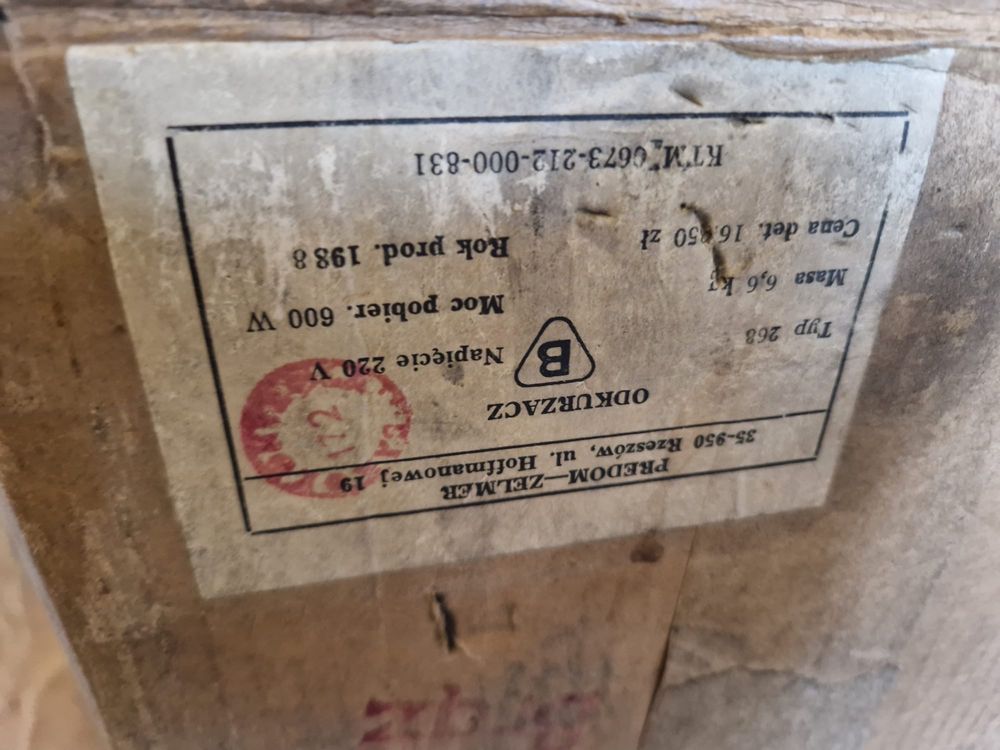 PREDOM—ZELMER
35-950 Rzeszów, ul. Hoffmanowej 19
ODKURZACZ
B
Typ 268
Napięcie 220 V
Masa 6,6 kg
Moc pobier. 600 W
Cena det. zł
Rok prod. 1988
KTM 0673-212-000-831